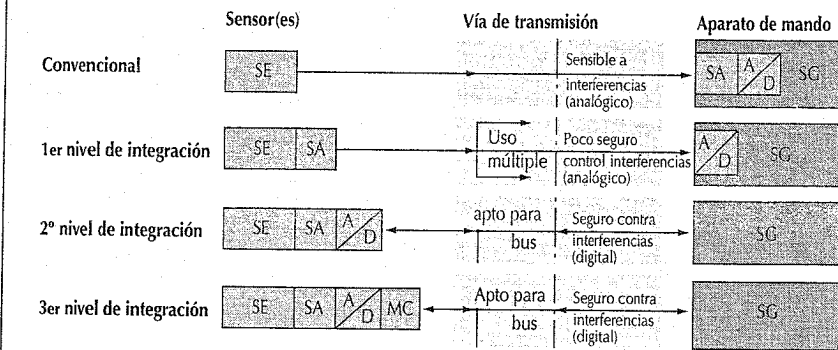 Sensor(es) Vía de transmisión Aparato de mando
Convencional
SE
Sensible a
interferencias
(analógico)
SA A/D SG
1er nivel de integración
SE SA
Uso
múltiple
Poco seguro
control interferencias
(analógico)
A/D SG
2º nivel de integración
SE SA A/D
apto para
bus
Seguro contra
interferencias
(digital)
SG
3er nivel de integración
SE SA A/D MC
Apto para
bus
Seguro contra
interferencias
(digital)
SG